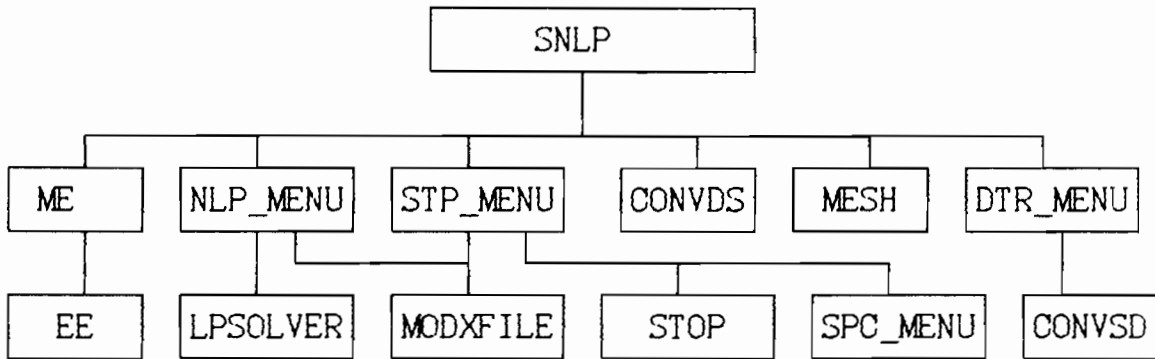 SNLP
ME NLP_MENU STP_MENU CONVDS MESH DTR_MENU
EE LPSOLVER MODXFILE STOP SPC_MENU CONVSD